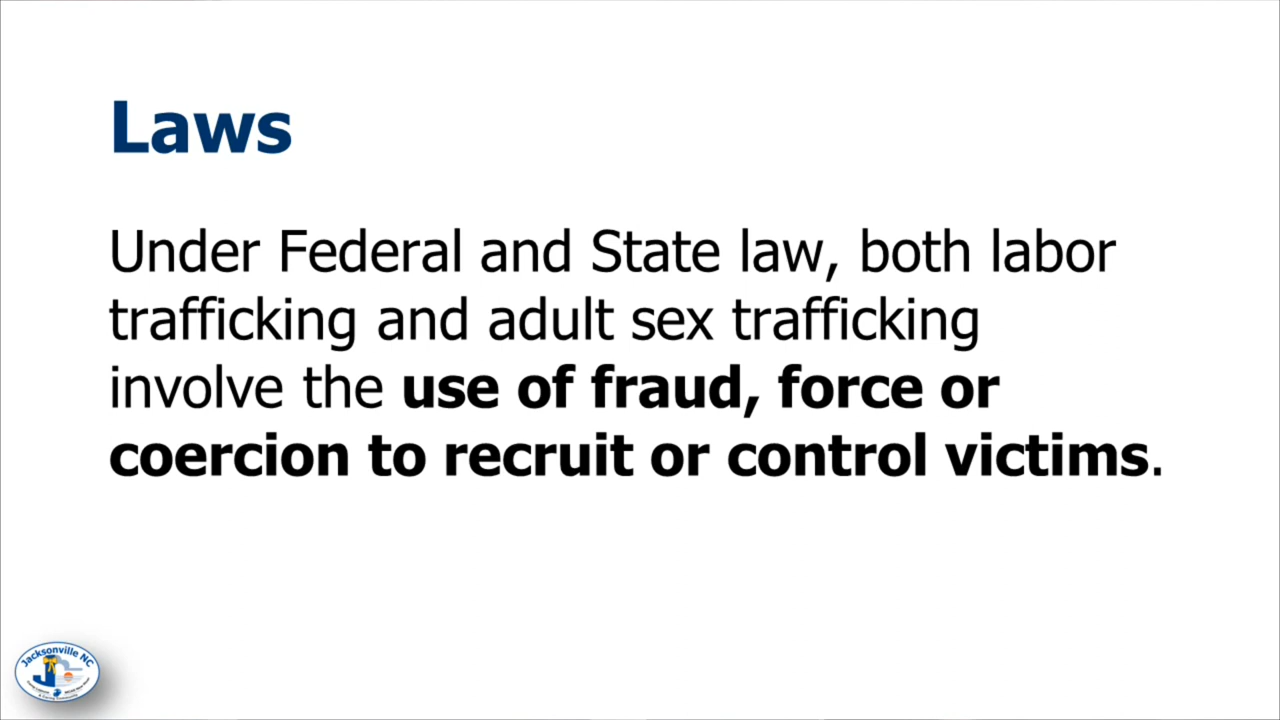 Laws
Under Federal and State law, both labor
trafficking and adult sex trafficking
involve the use of fraud, force or
coercion to recruit or control victims.
Jacksonville NC